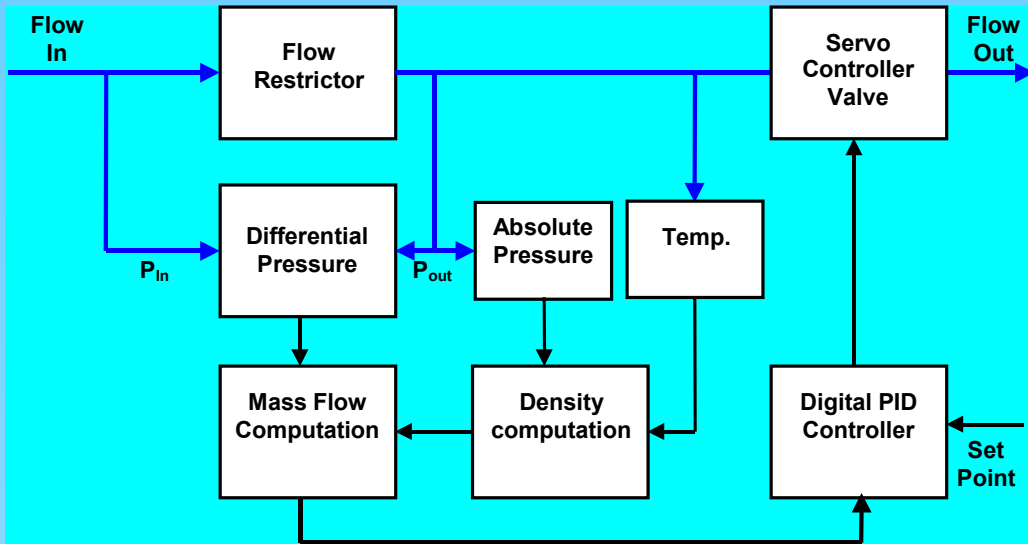 Flow
In
Flow
Restrictor
Servo
Controller
Valve
Flow
Out
Differential
Pressure
Absolute
Pressure
Temp.
PIn
Pout
Mass Flow
Computation
Density
computation
Digital PID
Controller
Set
Point